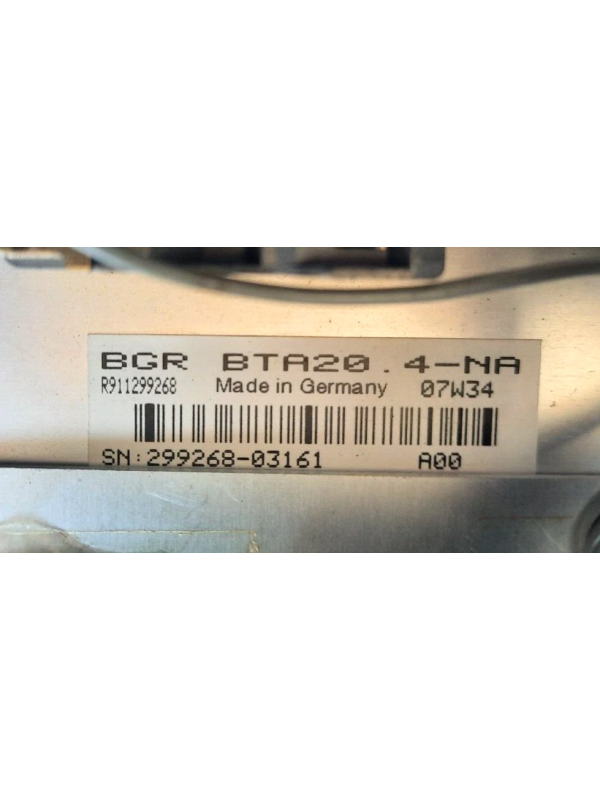 BGR BTA20.4-NA
R911299268 Made in Germany 07W34
SN:299268-03161 A00